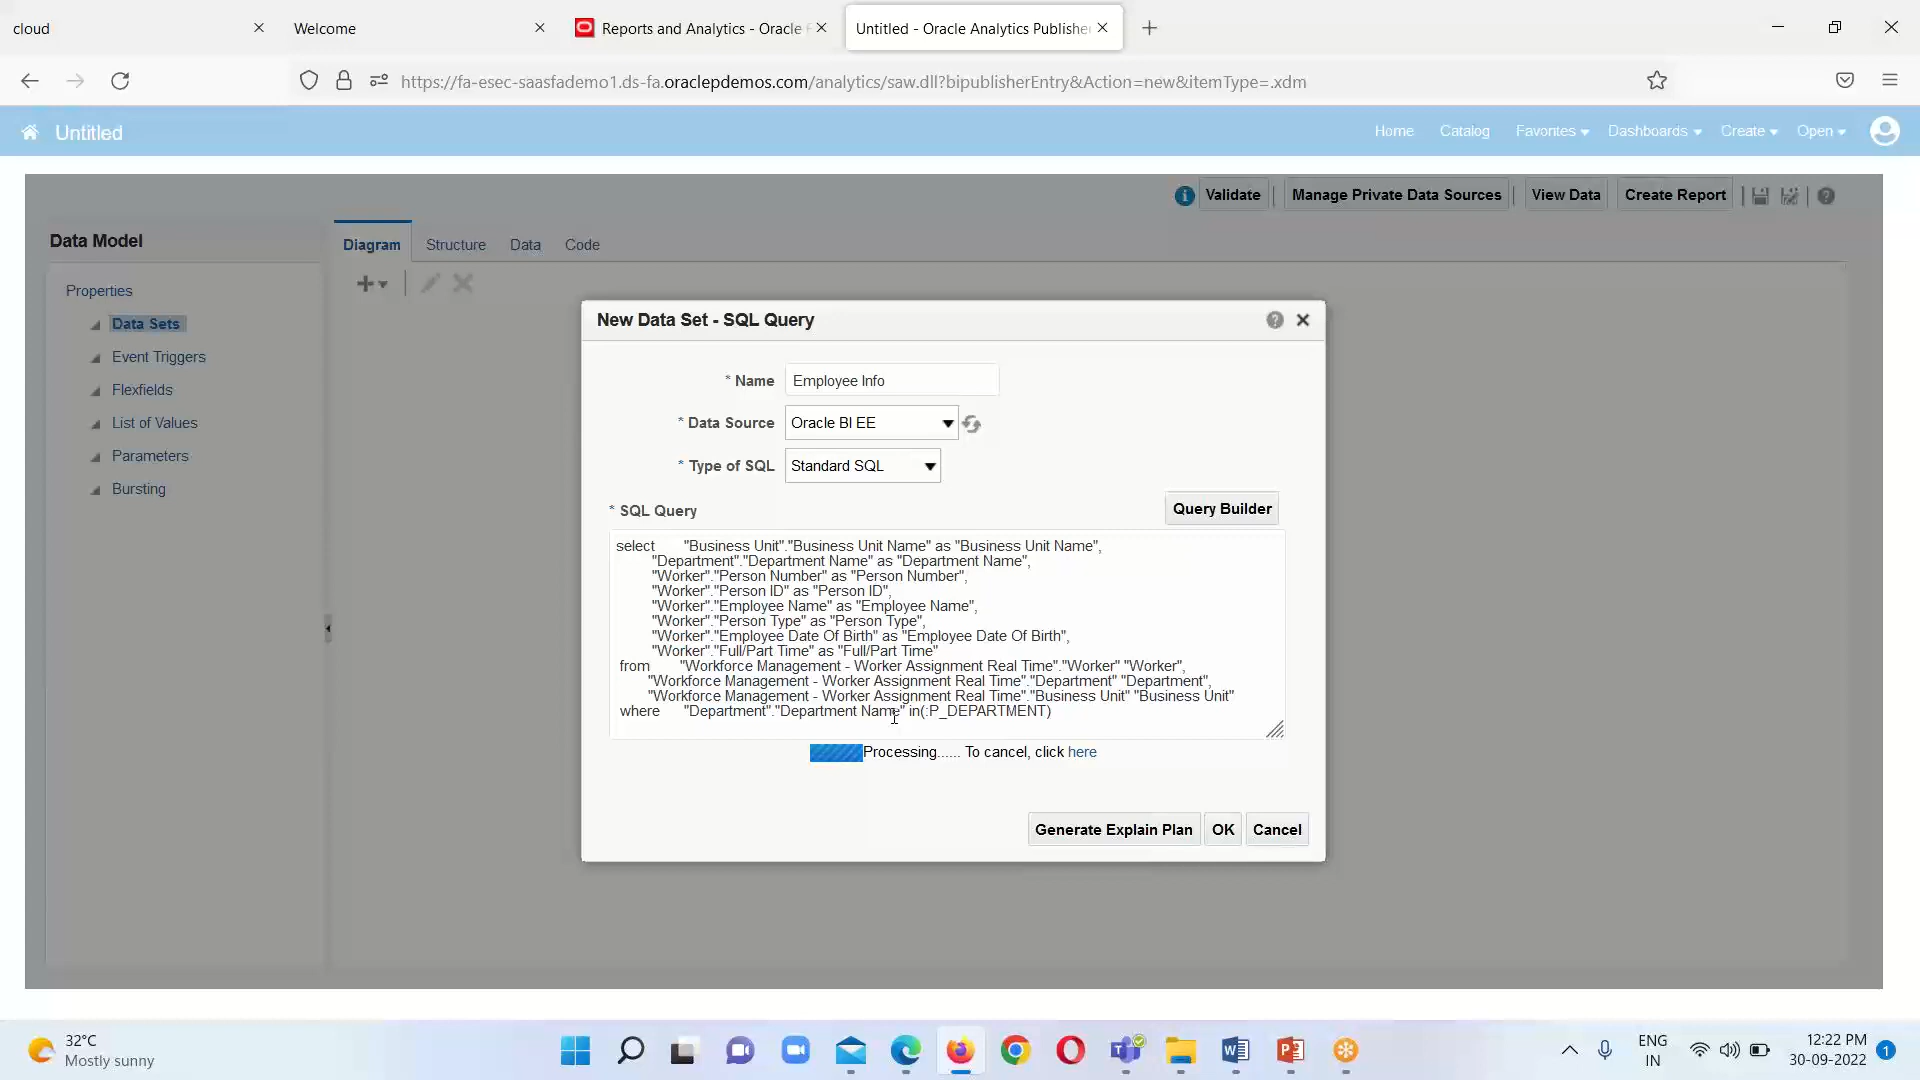 cloud
Welcome
Reports and Analytics - Oracle
Untitled - Oracle Analytics Publishe
https://fa-esec-saasfademo1.ds-fa.oraclepdemos.com/analytics/saw.dll?bipublisherEntry&Action=new&itemType=.xdm
Untitled
Home Catalog Favorites Dashboards Create Open
Validate Manage Private Data Sources View Data Create Report
Data Model
Diagram Structure Data Code
Properties
Data Sets
Event Triggers
Flexfields
List of Values
Parameters
Bursting
New Data Set - SQL Query
* Name Employee Info
* Data Source Oracle BI EE
* Type of SQL Standard SQL
* SQL Query
Query Builder
select "Business Unit"."Business Unit Name" as "Business Unit Name",
"Department"."Department Name" as "Department Name",
"Worker"."Person Number" as "Person Number",
"Worker"."Person ID" as "Person ID",
"Worker"."Employee Name" as "Employee Name",
"Worker"."Person Type" as "Person Type",
"Worker"."Employee Date Of Birth" as "Employee Date Of Birth",
"Worker"."Full/Part Time" as "Full/Part Time"
from "Workforce Management - Worker Assignment Real Time"."Worker" "Worker",
"Workforce Management - Worker Assignment Real Time"."Department" "Department",
"Workforce Management - Worker Assignment Real Time"."Business Unit" "Business Unit"
where "Department"."Department Name" in(:P_DEPARTMENT)
Processing...... To cancel, click here
Generate Explain Plan OK Cancel
32°C
Mostly sunny
ENG
IN
12:22 PM
30-09-2022
1